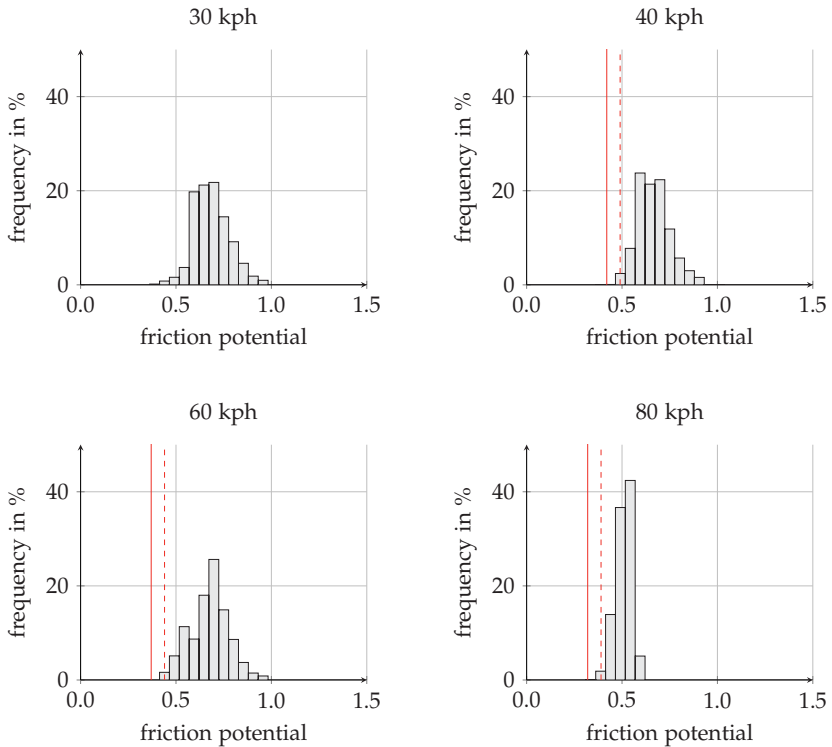 30 kph
frequency in %
40
20
0
0.0 0.5 1.0 1.5
friction potential
40 kph
frequency in %
40
20
0
0.0 0.5 1.0 1.5
friction potential
60 kph
frequency in %
40
20
0
0.0 0.5 1.0 1.5
friction potential
80 kph
frequency in %
40
20
0
0.0 0.5 1.0 1.5
friction potential